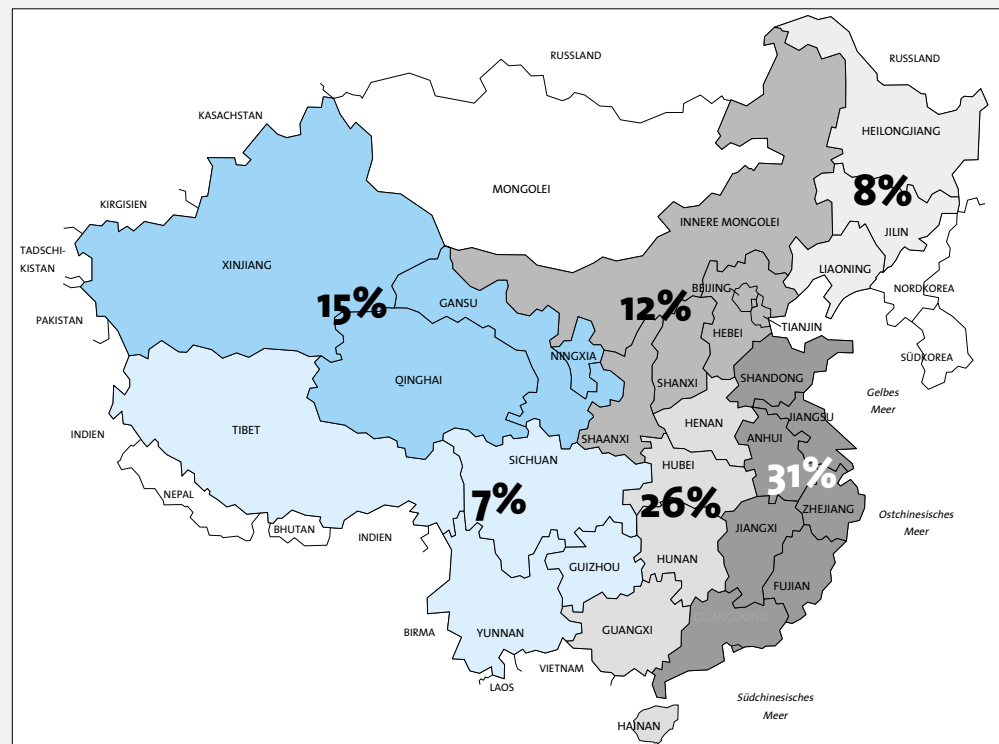 RUSSLAND
RUSSLAND
KASACHSTAN
HEILONGJIANG
MONGOLEI
8%
KIRGISIEN
INNERE MONGOLEI
JILIN
TADSCHI-
KISTAN
XINJIANG
LIAONING
BEIJING
NORDKOREA
15%
GANSU
12%
PAKISTAN
TIANJIN
HEBEI
NINGXIA
SÜDKOREA
QINGHAI
SHANXI
SHANDONG
Gelbes
Meer
JIANGSU
HENAN
TIBET
INDIEN
SHAANXI
ANHUI
SICHUAN
HUBEI
31%
NEPAL
7%
26%
ZHEJIANG
Ostchinesisches
Meer
BHUTAN
INDIEN
JIANGXI
HUNAN
GUIZHOU
FUJIAN
GUANGDONG
BIRMA
YUNNAN
GUANGXI
VIETNAM
LAOS
Südchinesisches
Meer
HAINAN